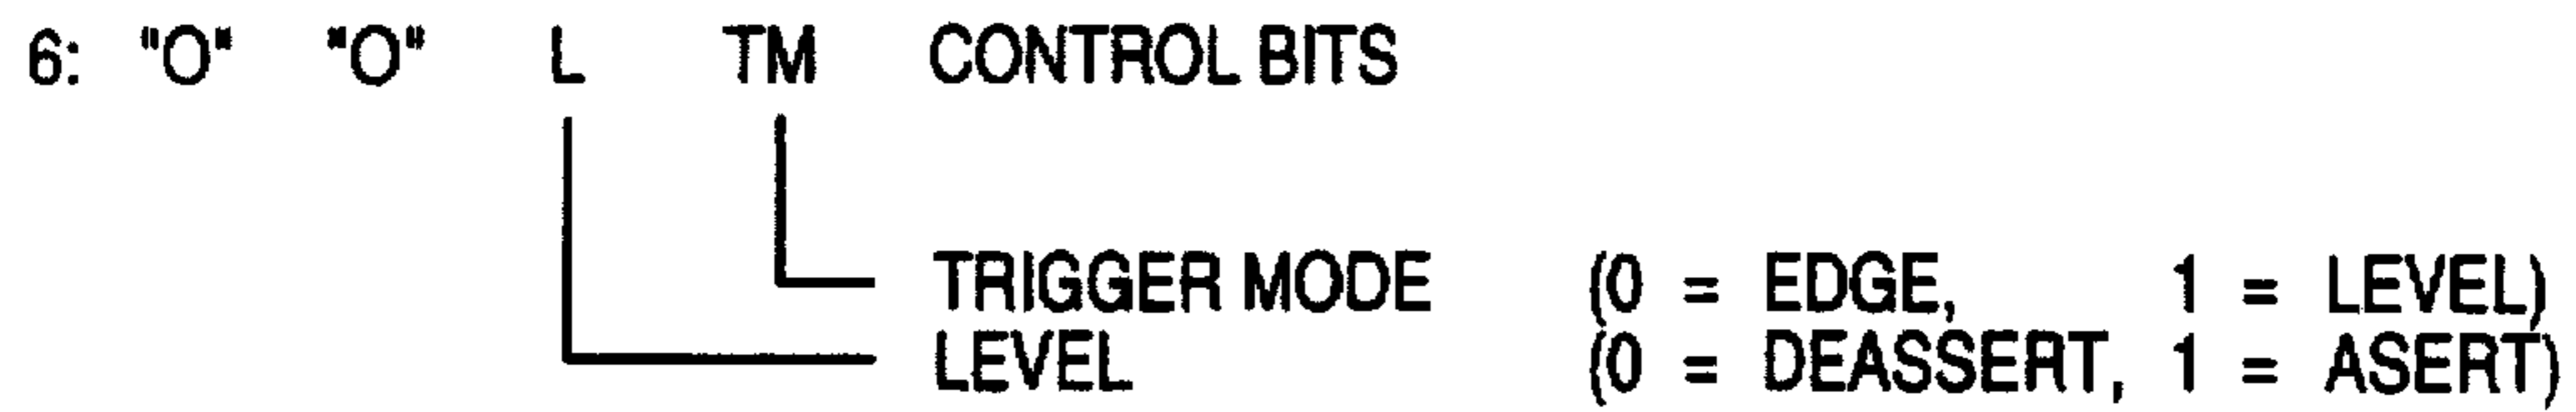 6: "O" "O" L TM CONTROL BITS
TRIGGER MODE (0 = EDGE, 1 = LEVEL)
LEVEL (0 = DEASSERT, 1 = ASERT)